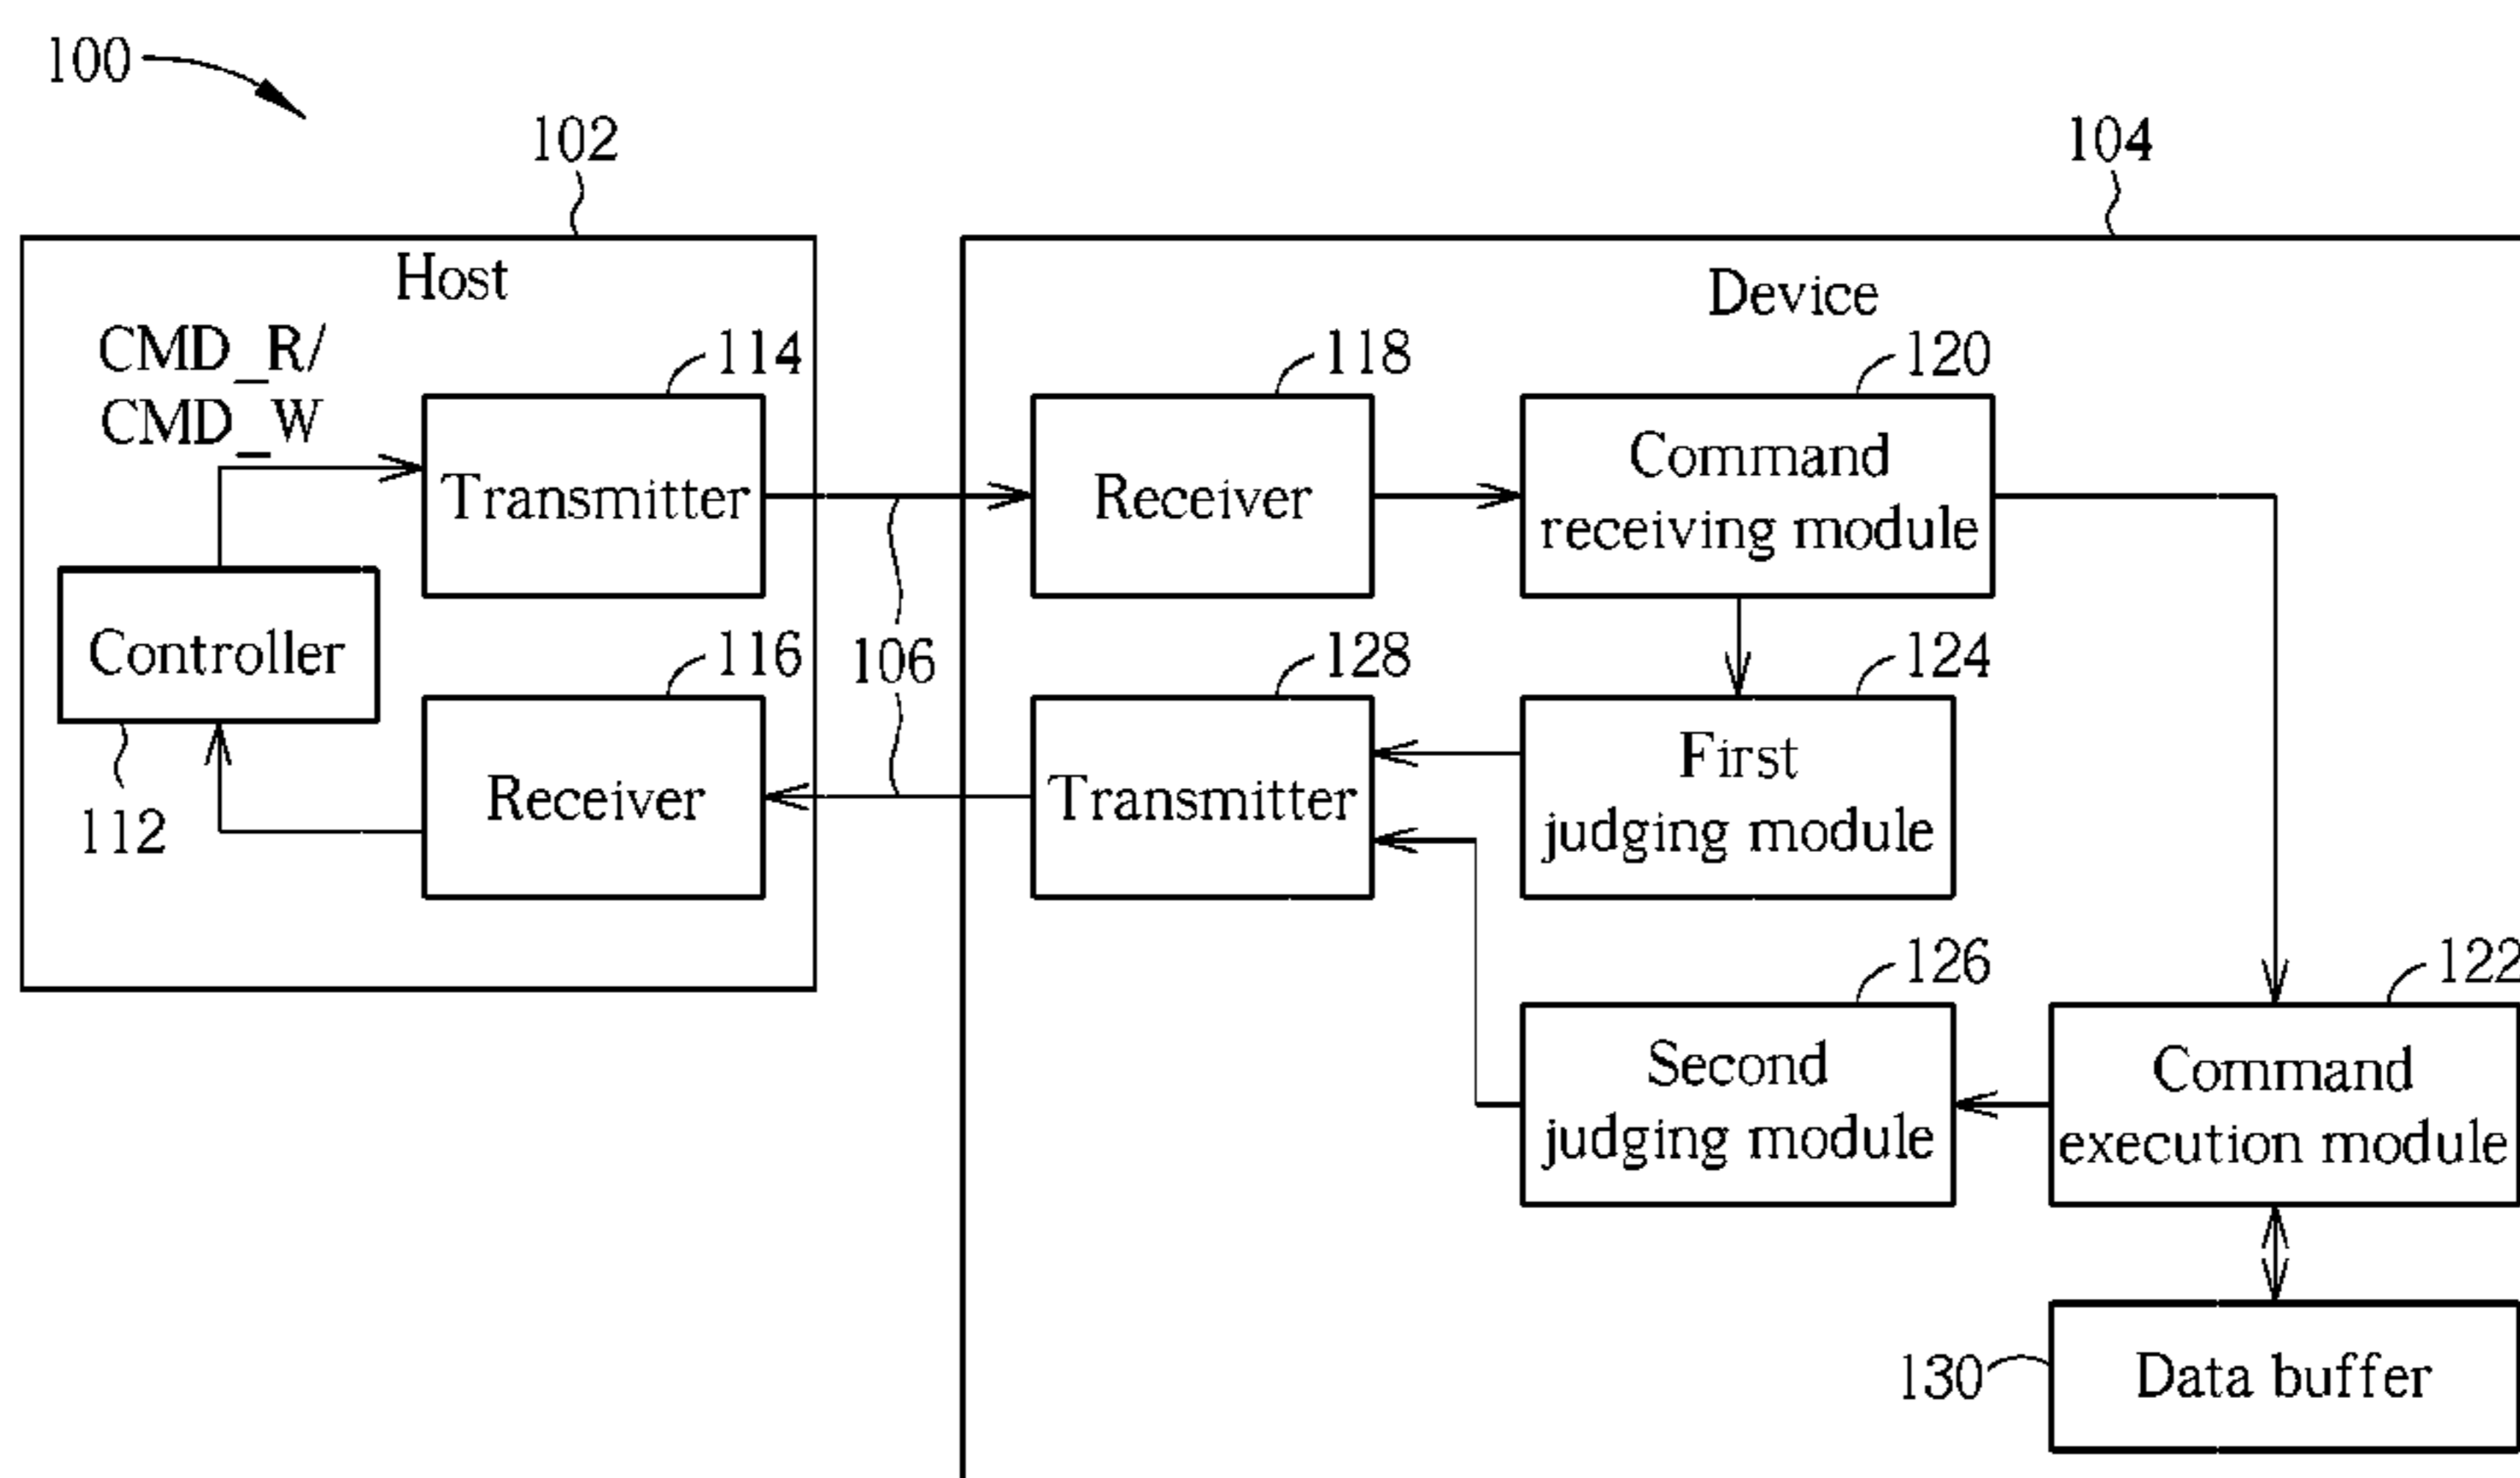 100
102
104
Host
Device
CMD_R/
CMD_W
114
118
120
Transmitter
Receiver
Command
receiving module
Controller
112
116
106
128
124
Receiver
Transmitter
First
judging module
126
122
Second
judging module
Command
execution module
130
Data buffer